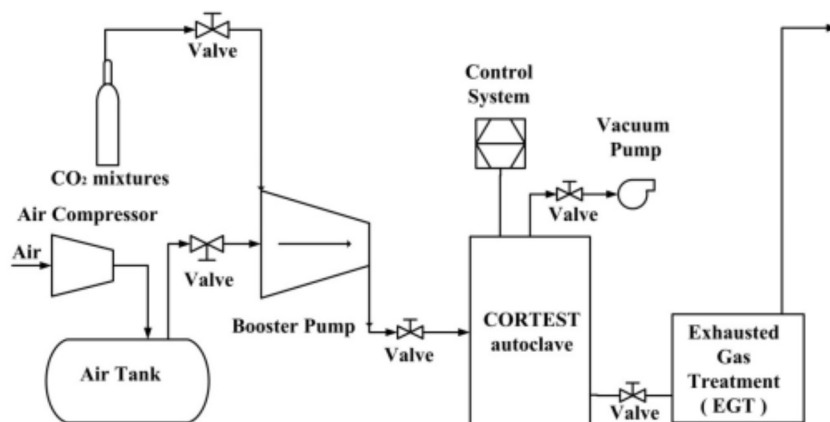 Valve
CO₂ mixtures
Control
System
Vacuum
Pump
Air Compressor
Air
Valve
Valve
Booster Pump
Valve
Air Tank
CORTEST
autoclave
Exhausted
Gas
Treatment
( EGT )
Valve